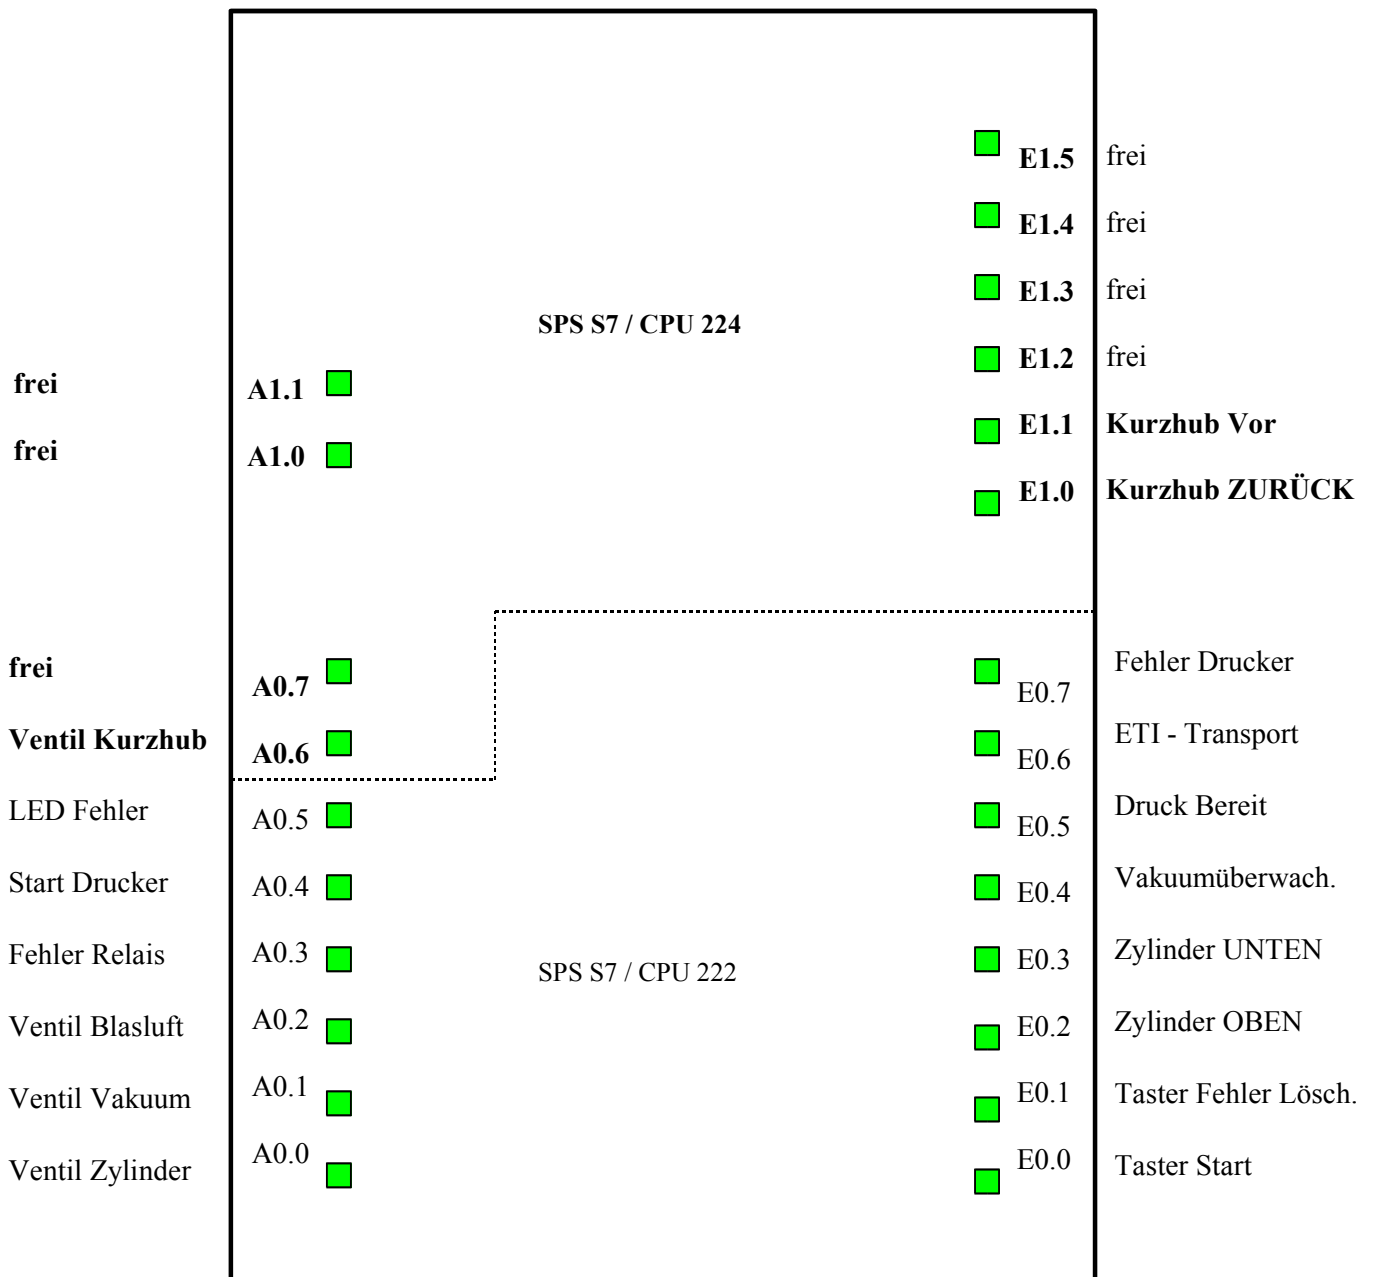 E1.5 frei
E1.4 frei
E1.3 frei
SPS S7 / CPU 224
E1.2 frei
frei A1.1
E1.1 Kurzhub Vor
frei A1.0
E1.0 Kurzhub ZURÜCK
frei A0.7
E0.7 Fehler Drucker
Ventil Kurzhub A0.6
E0.6 ETI - Transport
LED Fehler A0.5
E0.5 Druck Bereit
Start Drucker A0.4
E0.4 Vakuumüberwach.
Fehler Relais A0.3
SPS S7 / CPU 222
E0.3 Zylinder UNTEN
Ventil Blasluft A0.2
E0.2 Zylinder OBEN
Ventil Vakuum A0.1
E0.1 Taster Fehler Lösch.
Ventil Zylinder A0.0
E0.0 Taster Start